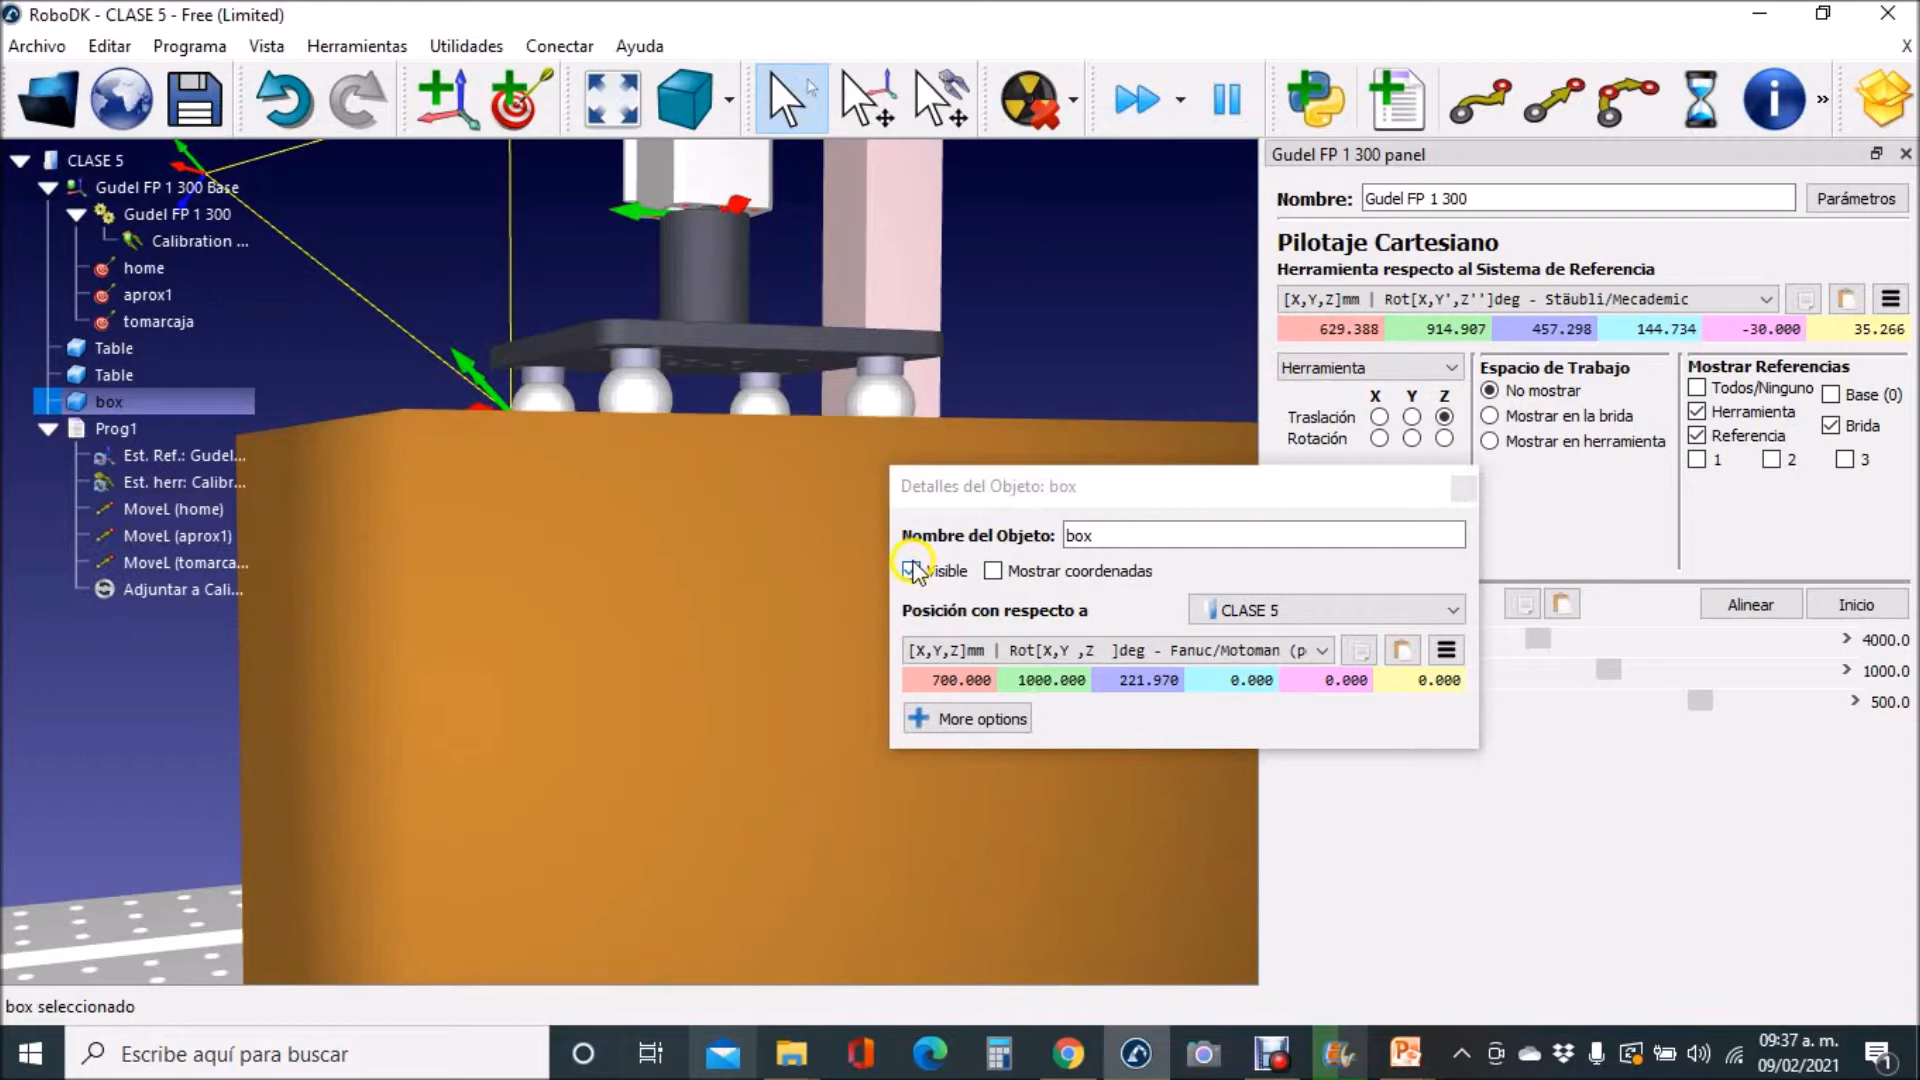 RoboDK - CLASE 5 - Free (Limited)
Archivo Editar Programa Vista Herramientas Utilidades Conectar Ayuda X
»
CLASE 5
Gudel FP 1 300 Base
Gudel FP 1 300
Calibration ...
home
aprox1
tomarcaja
Table
Table
box
Prog1
Est. Ref.: Gudel...
Est. herr: Calibr...
MoveL (home)
MoveL (aprox1)
MoveL (tomarca...
Adjuntar a Cali...
Gudel FP 1 300 panel
Nombre: Gudel FP 1 300 Parámetros
Pilotaje Cartesiano
Herramienta respecto al Sistema de Referencia
[X,Y,Z]mm | Rot[X,Y',Z'']deg - Stäubli/Mecademic
629.388 914.907 457.298 144.734 -30.000 35.266
Herramienta
X Y Z
Traslación
Rotación
Espacio de Trabajo
No mostrar
Mostrar en la brida
Mostrar en herramienta
Mostrar Referencias
Todos/Ninguno Base (0)
Herramienta
Brida
Referencia
1 2 3
Detalles del Objeto: box
Nombre del Objeto: box
Mostrar coordenadas
Posición con respecto a CLASE 5
[X,Y,Z]mm | Rot[X,Y ,Z ]deg - Fanuc/Motoman (p
700.000 1000.000 221.970 0.000 0.000 0.000
More options
Alinear Inicio
> 4000.0
> 1000.0
> 500.0
box seleccionado
Escribe aquí para buscar
09:37 a. m.
09/02/2021
1